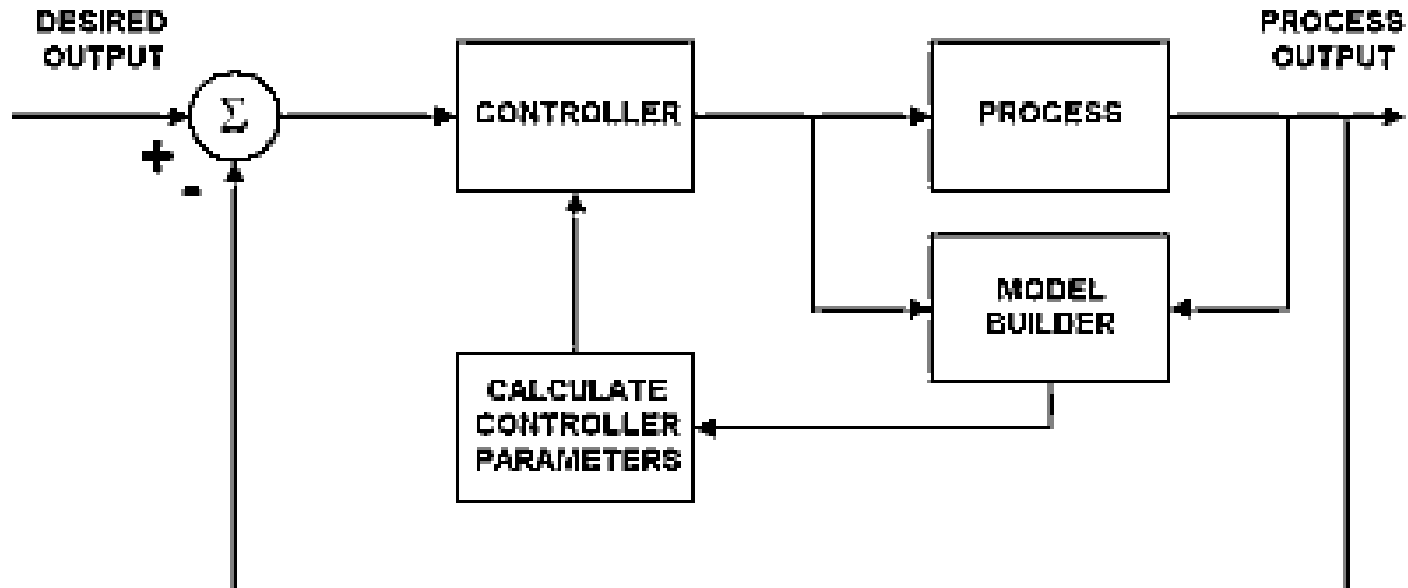 DESIRED
OUTPUT
PROCESS
OUTPUT
Σ
+
-
CONTROLLER
PROCESS
MODEL
BUILDER
CALCULATE
CONTROLLER
PARAMETERS